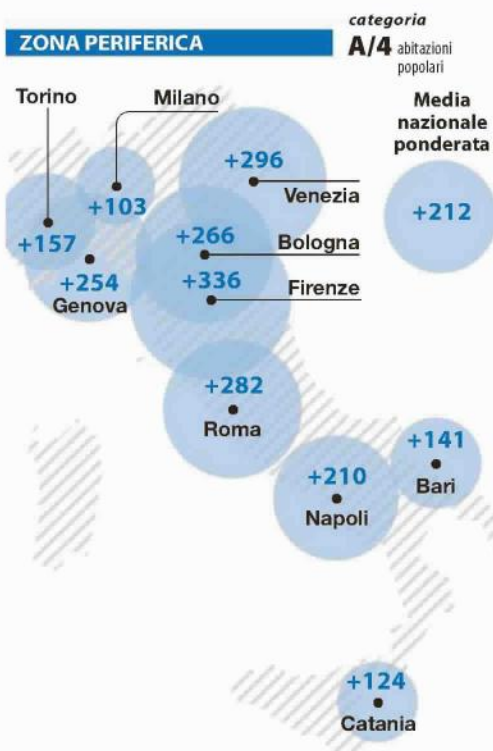 categoria
ZONA PERIFERICA
A/4 abitazioni
popolari
Torino
Milano
Media
nazionale
ponderata
+296
+103
Venezia
+212
+157
+266
Bologna
+254
+336
Firenze
Genova
+282
Roma
+141
+210
Bari
Napoli
+124
Catania